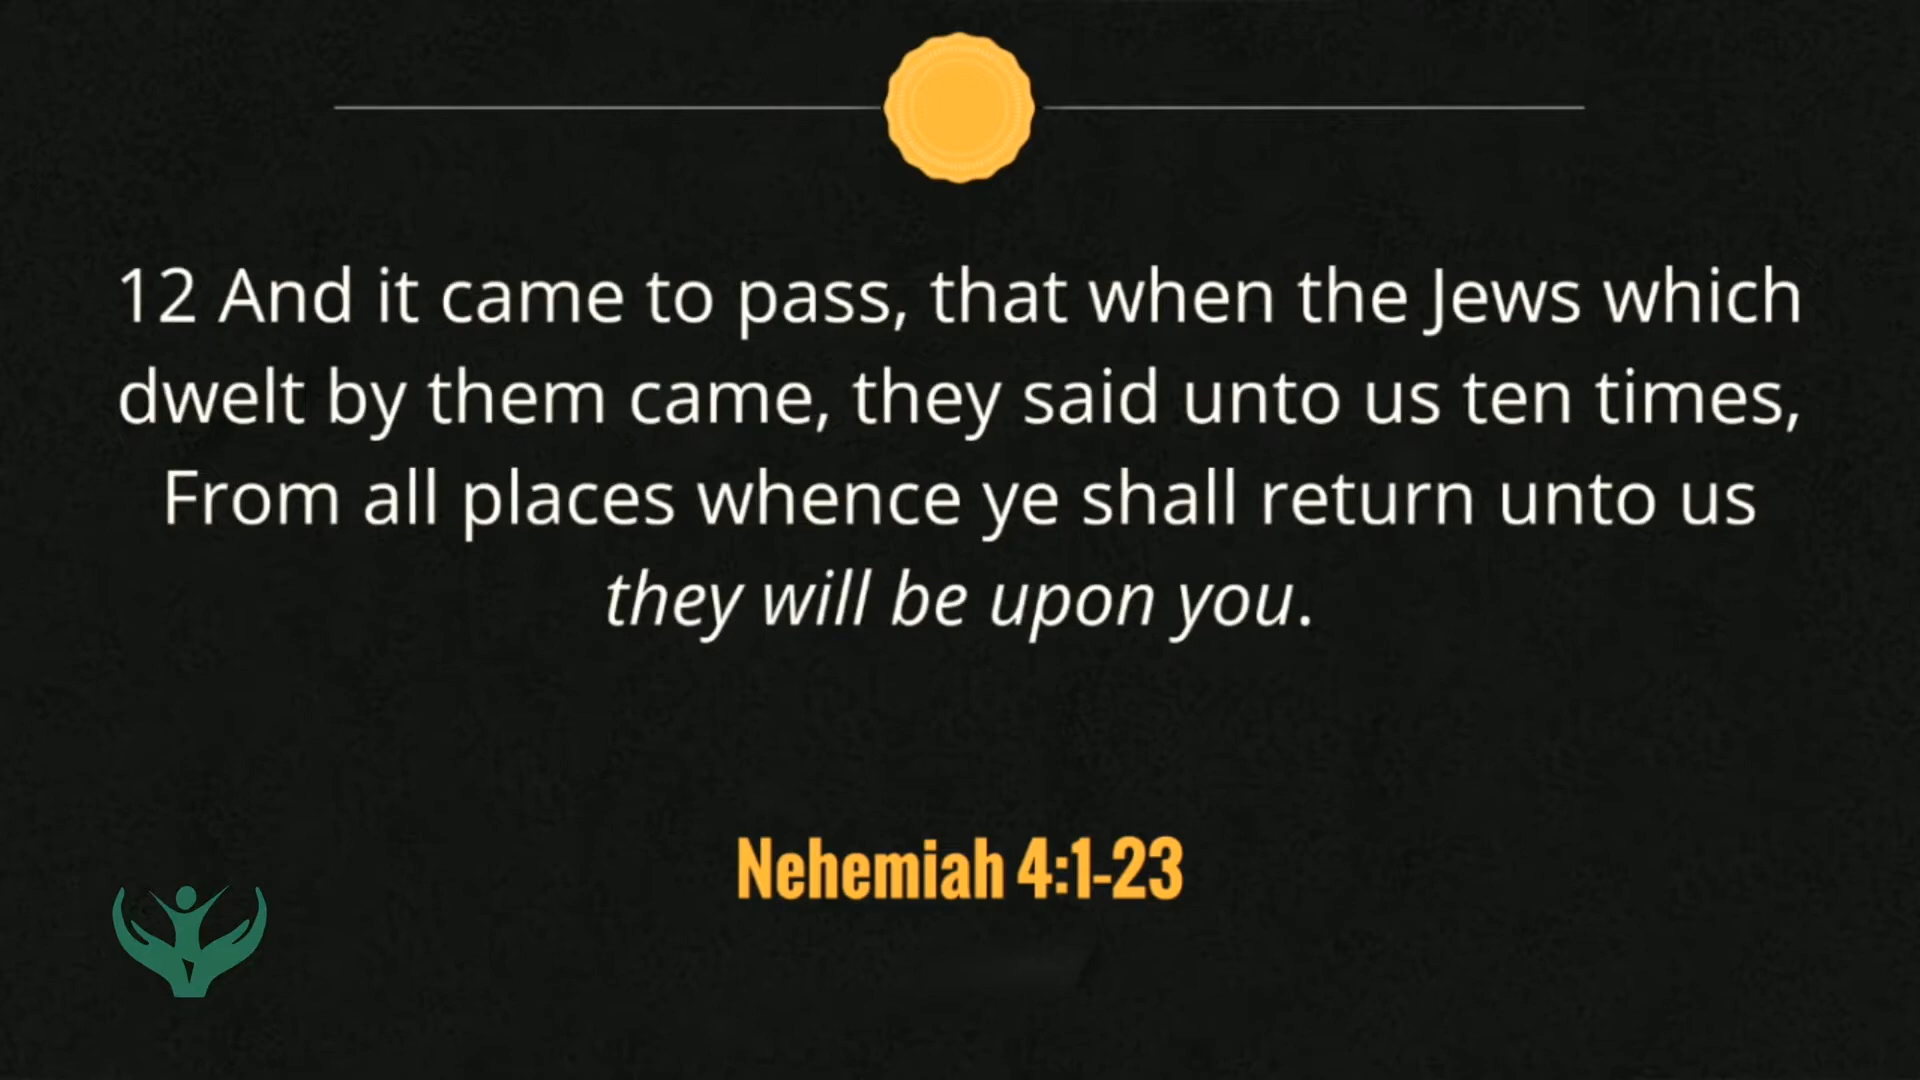 12 And it came to pass, that when the Jews which
dwelt by them came, they said unto us ten times,
From all places whence ye shall return unto us
they will be upon you.
Nehemiah 4:1-23